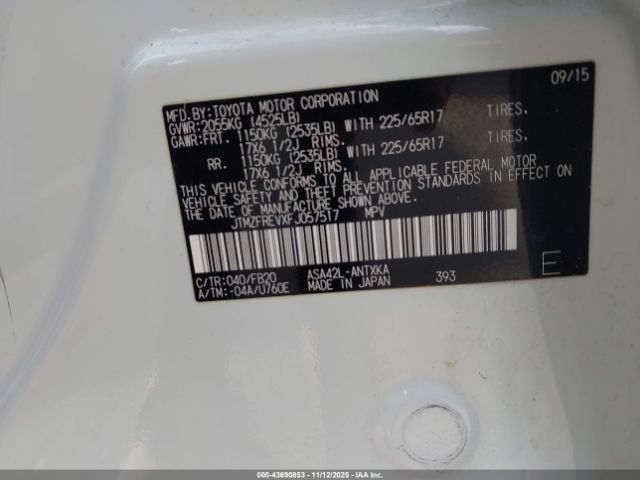 09/15
MFD.BY:TOYOTA MOTOR CORPORATION
GVWR:2055KG (4525LB)
GAWR:FRT. 1150KG (2535LB) WITH 225/65R17 TIRES,
17X6 1/2J RIMS.
RR. 1150KG (2535LB) WITH 225/65R17 TIRES,
17X6 1/2J RIMS.
THIS VEHICLE CONFORMS TO ALL APPLICABLE FEDERAL MOTOR
VEHICLE SAFETY AND THEFT PREVENTION STANDARDS IN EFFECT ON
THE DATE OF MANUFACTURE SHOWN ABOVE.
JTMZFREVXFJ057517 MPV
C/TR:040/FB20 ASA42L-ANTXKA 393 E
A/TM:-04A/U760E MADE IN JAPAN
000-43690853 - 11/12/2025 - IAAI.CA